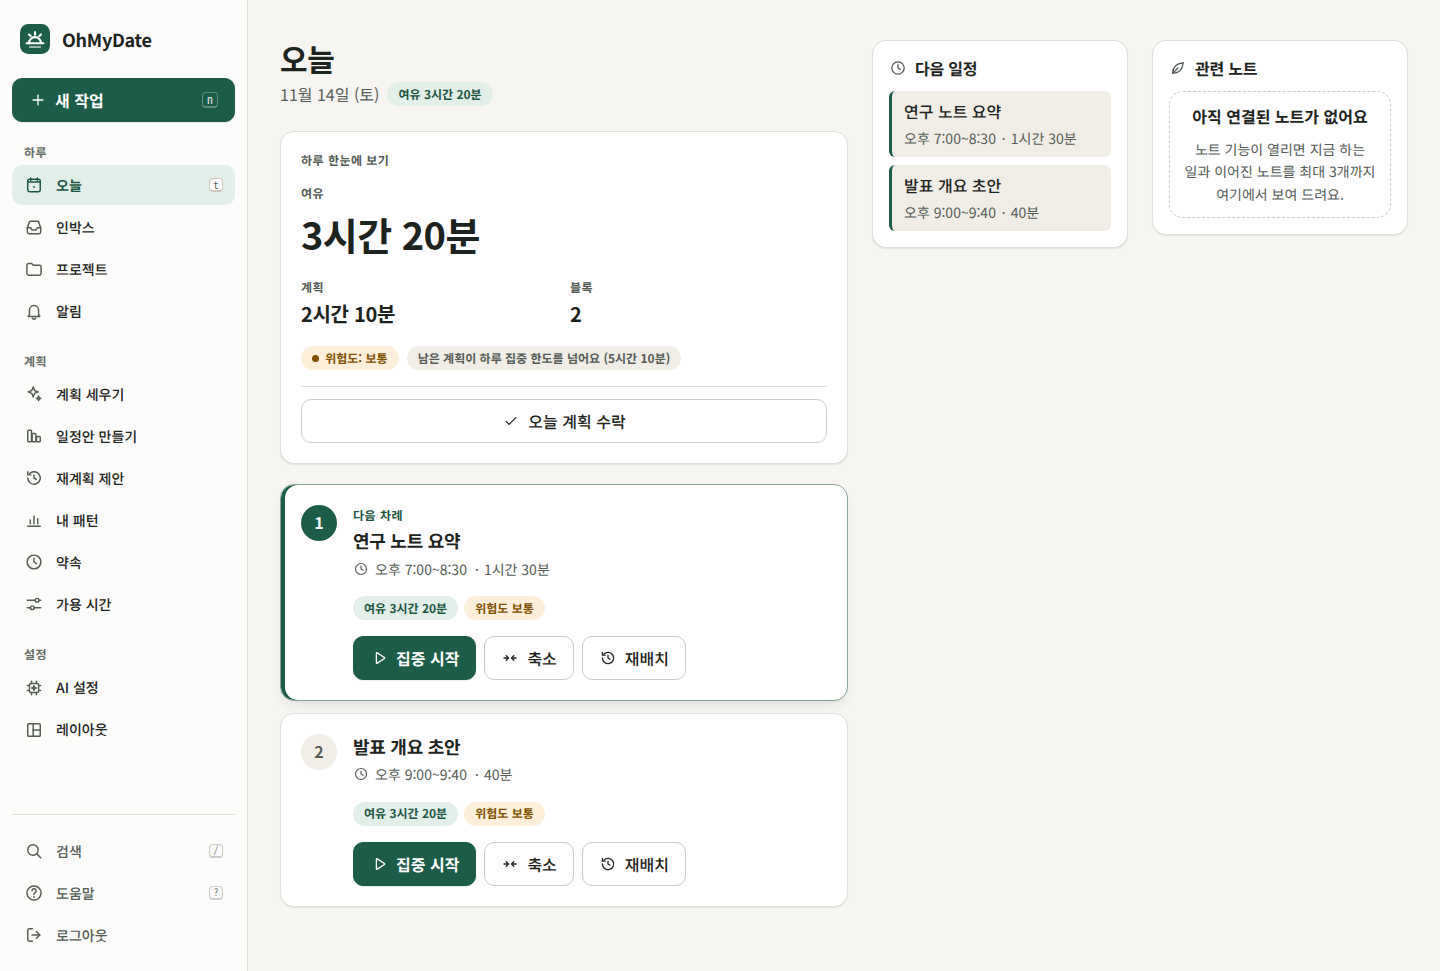 OhMyDate
새 작업
n
하루
오늘
t
인박스
프로젝트
알림
계획
계획 세우기
일정안 만들기
재계획 제안
내 패턴
약속
가용 시간
설정
AI 설정
레이아웃
검색
/
도움말
?
로그아웃
오늘
11월 14일 (토)
여유 3시간 20분
하루 한눈에 보기
여유
3시간 20분
계획
2시간 10분
블록
2
위험도: 보통
남은 계획이 하루 집중 한도를 넘어요 (5시간 10분)
오늘 계획 수락
1
다음 차례
연구 노트 요약
오후 7:00~8:30 · 1시간 30분
여유 3시간 20분
위험도 보통
집중 시작
축소
재배치
2
발표 개요 초안
오후 9:00~9:40 · 40분
여유 3시간 20분
위험도 보통
집중 시작
축소
재배치
다음 일정
연구 노트 요약
오후 7:00~8:30 · 1시간 30분
발표 개요 초안
오후 9:00~9:40 · 40분
관련 노트
아직 연결된 노트가 없어요
노트 기능이 열리면 지금 하는
일과 이어진 노트를 최대 3개까지
여기에서 보여 드려요.